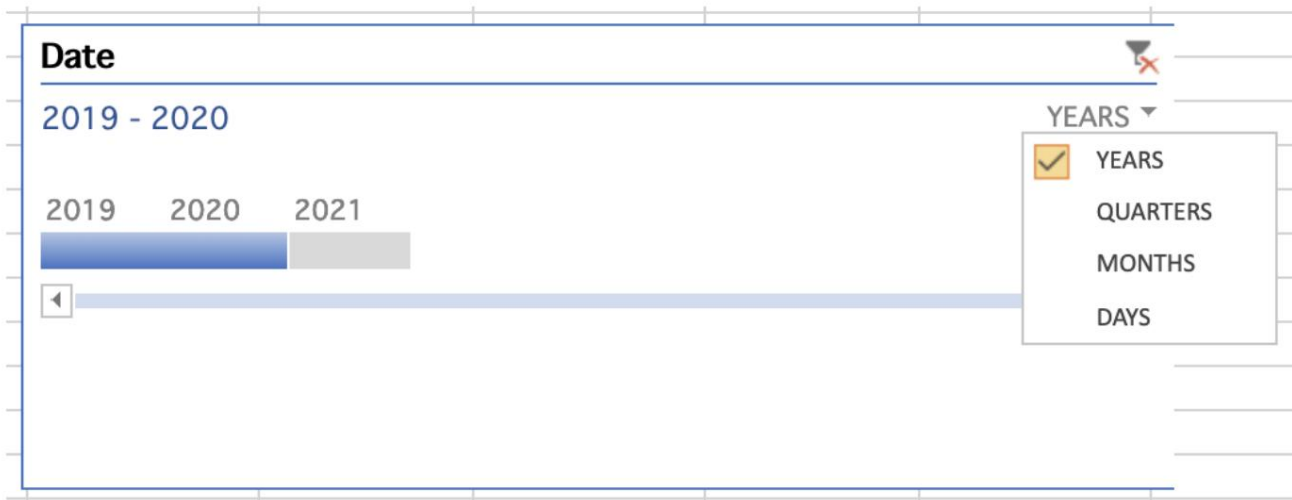 Date
2019 - 2020
YEARS
YEARS
QUARTERS
MONTHS
DAYS
2019 2020 2021